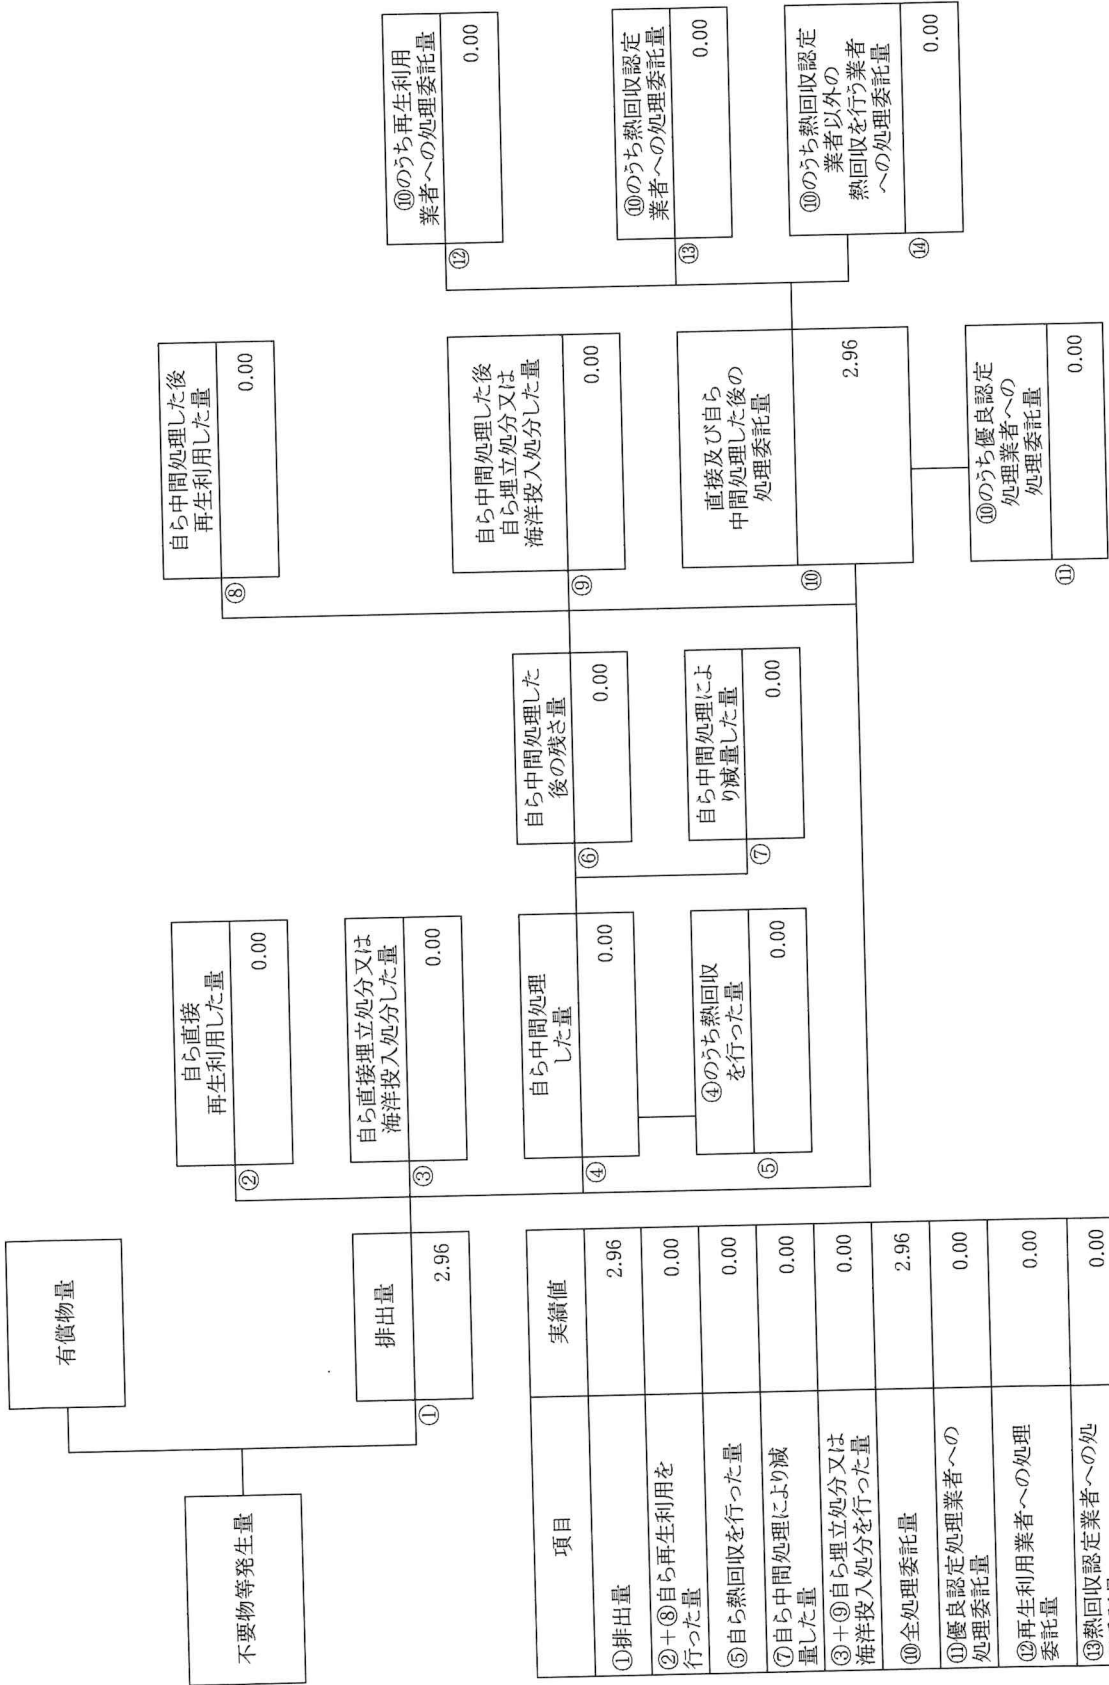 不要物等発生量
有償物量
①
排出量
2.96
②
自ら直接
再生利用した量
0.00
③
自ら直接埋立処分又は
海洋投入処分した量
0.00
④
自ら中間処理
した量
0.00
⑤
④のうち熱回収
を行った量
0.00
⑥
自ら中間処理した
後の残さ量
0.00
⑦
自ら中間処理によ
り減量した量
0.00
⑧
自ら中間処理した後
再生利用した量
0.00
⑨
自ら中間処理した後
自ら埋立処分又は
海洋投入処分した量
0.00
⑩
直接及び自ら
中間処理した後の
処理委託量
2.96
⑪
⑩のうち優良認定
処理業者への
処理委託量
0.00
⑫
⑩のうち再生利用
業者への処理委託量
0.00
⑬
⑩のうち熱回収認定
業者への処理委託量
0.00
⑭
⑩のうち熱回収認定
業者以外の
熱回収を行う業者
への処理委託量
0.00
項目 実績値
①排出量 2.96
②+⑧自ら再生利用を
行った量 0.00
⑤自ら熱回収を行った量 0.00
⑦自ら中間処理により減
量した量 0.00
③+⑨自ら埋立処分又は
海洋投入処分を行った量 0.00
⑩全処理委託量 2.96
⑪優良認定処理業者への
処理委託量 0.00
⑫再生利用業者への処理
委託量 0.00
⑬熱回収認定業者への処 0.00